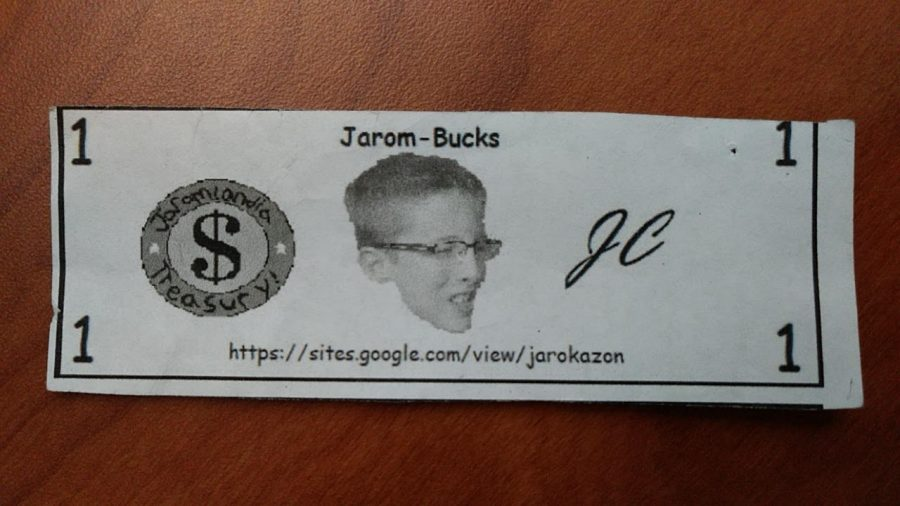 Jarom-Bucks
1
1
Jaromlandia
$
Treasury!
JC
1
1
https://sites.google.com/view/jarokazon